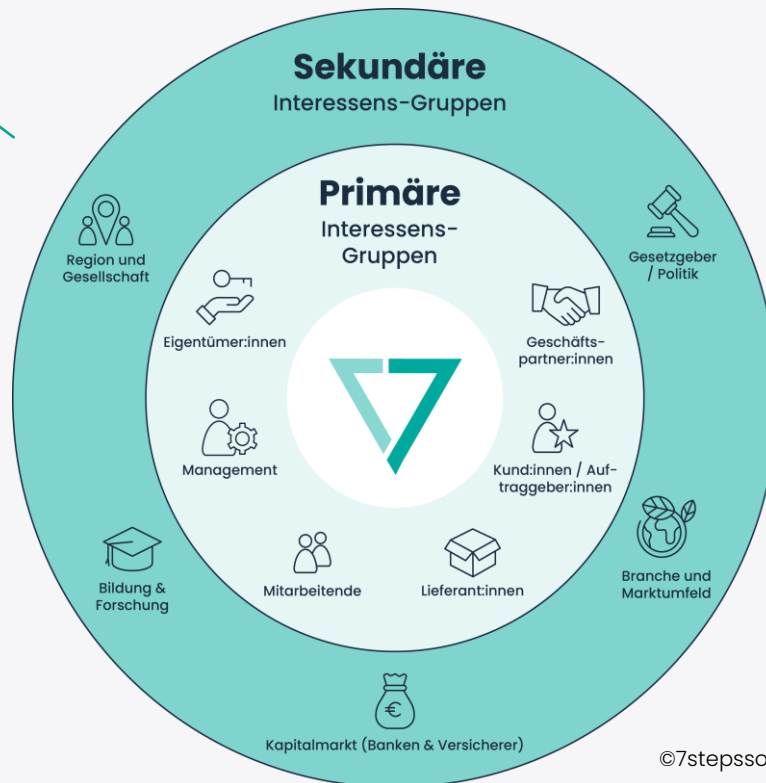 Sekundäre
Interessens-Gruppen
Primäre
Interessens-
Gruppen
Region und
Gesellschaft
Gesetzgeber
/ Politik
Eigentümer:innen
Geschäfts-
partner:innen
Management
Kund:innen / Auf-
traggeber:innen
Mitarbeitende
Lieferant:innen
Bildung &
Forschung
Branche und
Marktumfeld
€
Kapitalmarkt (Banken & Versicherer)
©7stepsso